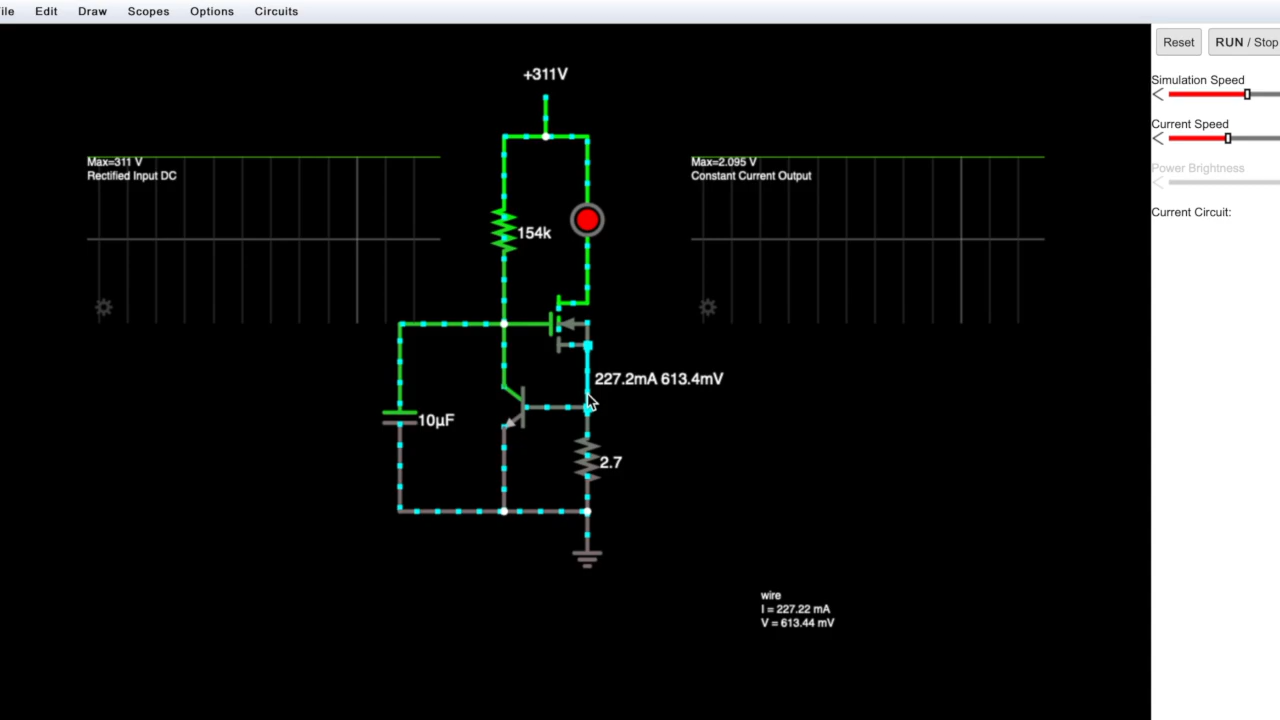 ile Edit Draw Scopes Options Circuits
Reset RUN / Stop
Simulation Speed
Current Speed
Power Brightness
Current Circuit:
+311V
Max=311 V
Rectified Input DC
Max=2.095 V
Constant Current Output
154k
227.2mA 613.4mV
10µF
2.7
wire
I = 227.22 mA
V = 613.44 mV